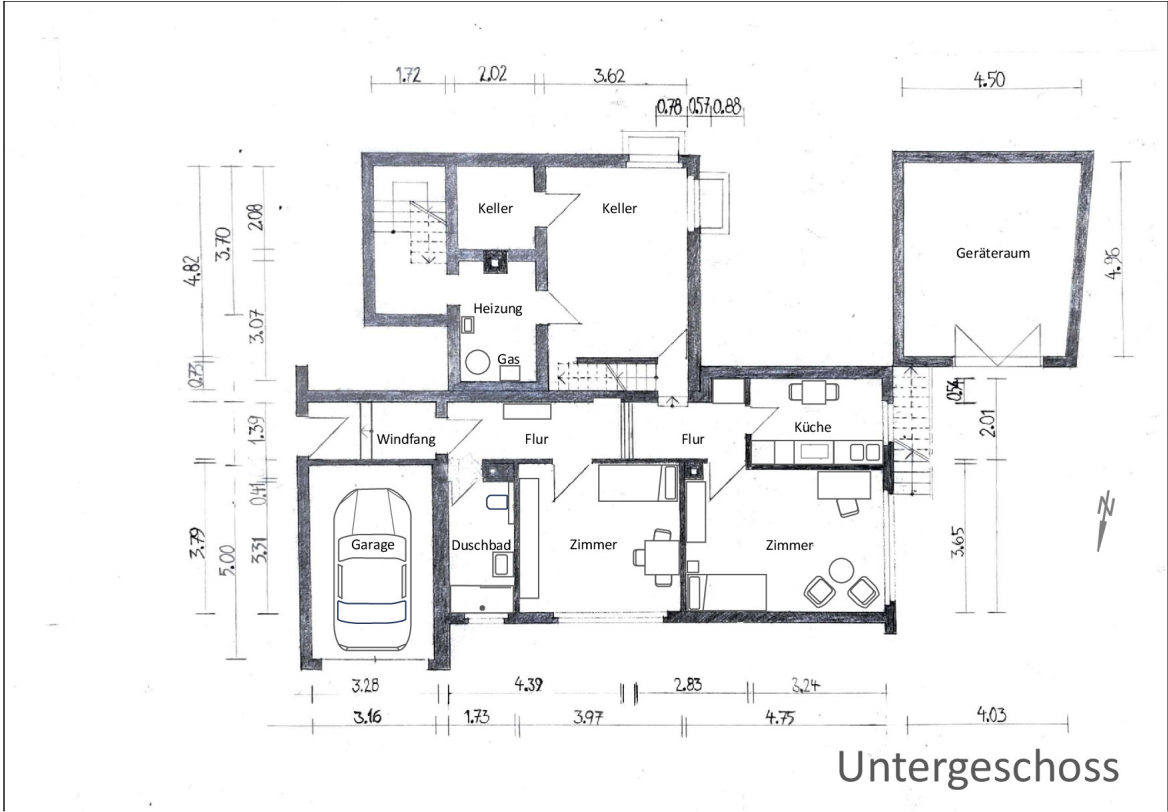 1.72 2.02 3.62 4.50
0.78 0.57 0.88
4.82 3.70 2.08
Keller Keller
Geräteraum
4.96
3.07
Heizung
Gas
0.73
0.54
2.01
1.39
Windfang Flur Flur Küche
0.41
N
3.79 5.00 3.31
Garage Duschbad Zimmer Zimmer
3.65
3.28 4.39 2.83 3.24
3.16 1.73 3.97 4.75 4.03
Untergeschoss